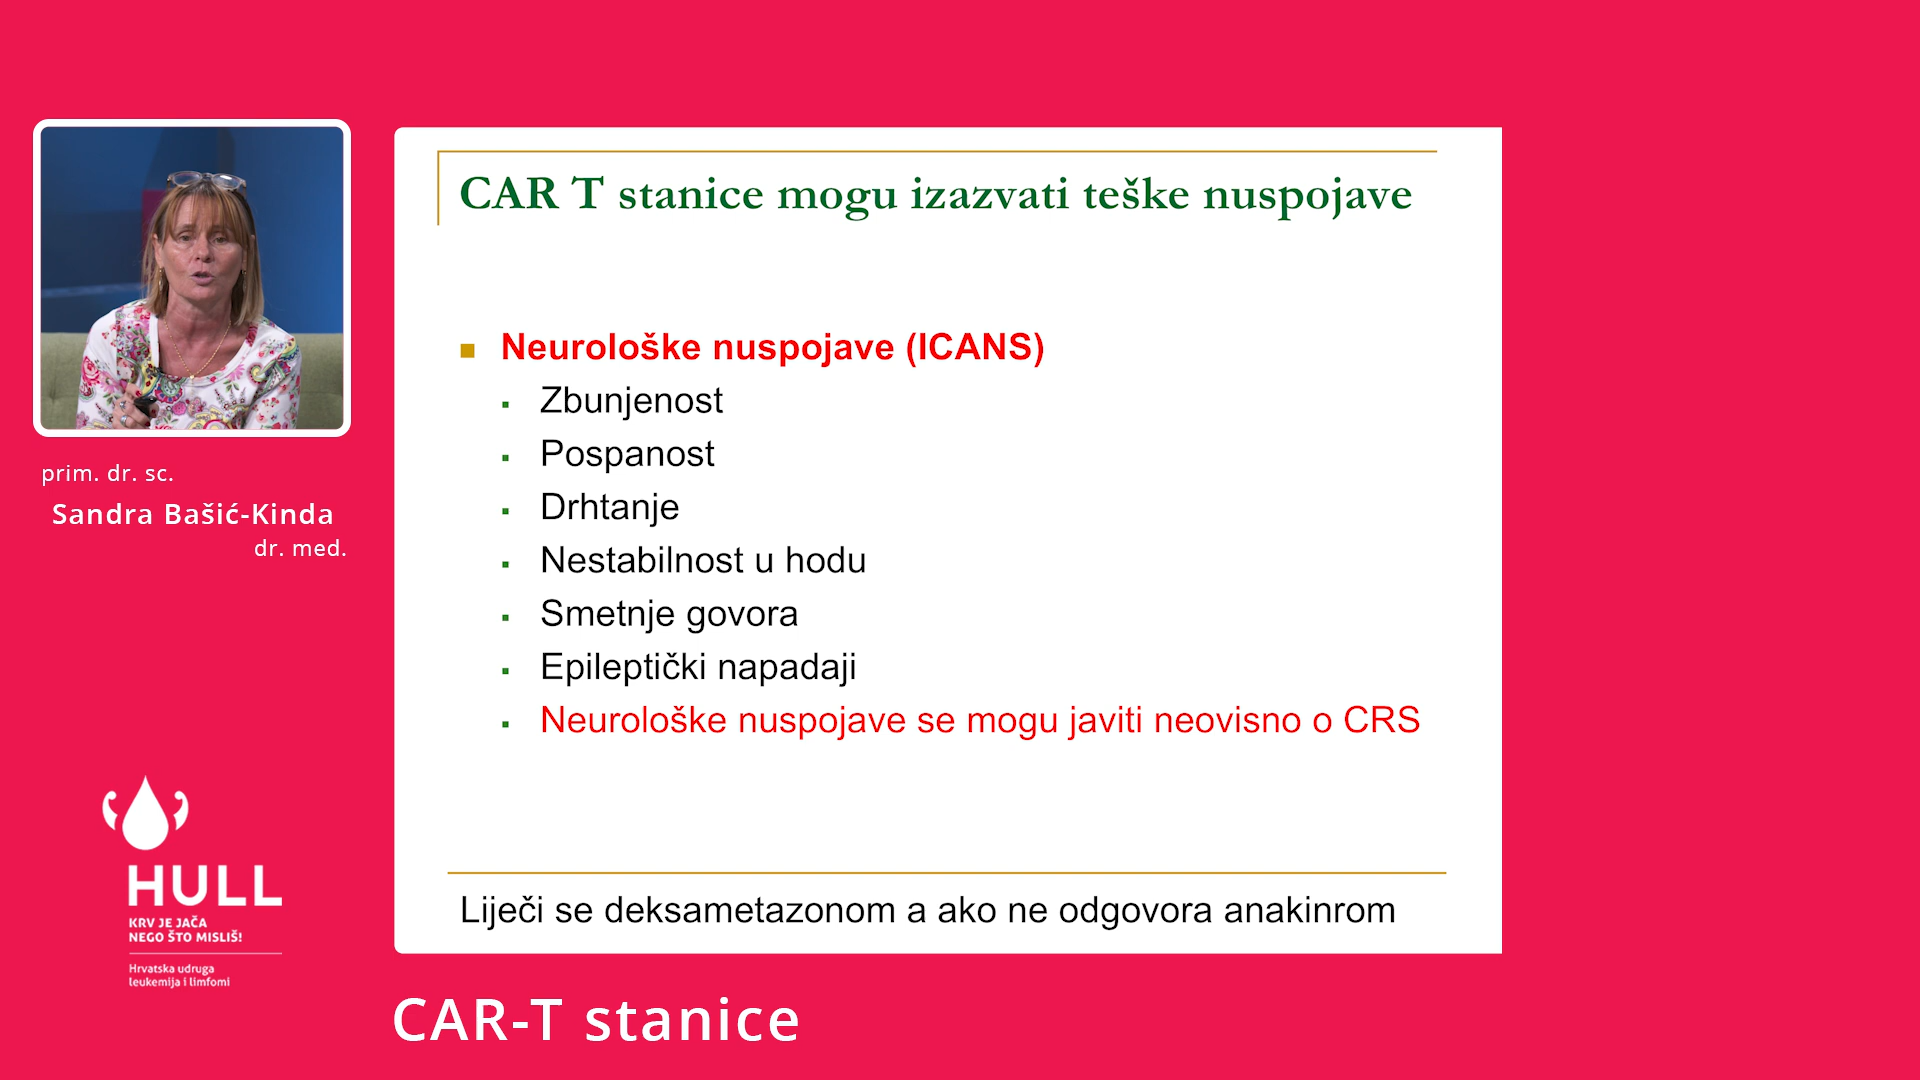 CAR T stanice mogu izazvati teške nuspojave
Neurološke nuspojave (ICANS)
Zbunjenost
Pospanost
Drhtanje
Nestabilnost u hodu
Smetnje govora
Epileptički napadaji
Neurološke nuspojave se mogu javiti neovisno o CRS
Liječi se deksametazonom a ako ne odgovora anakinrom
prim. dr. sc.
Sandra Bašić-Kinda
dr. med.
HULL
KRV JE JAČA
NEGO ŠTO MISLIŠ!
Hrvatska udruga
leukemija i limfomi
CAR-T stanice